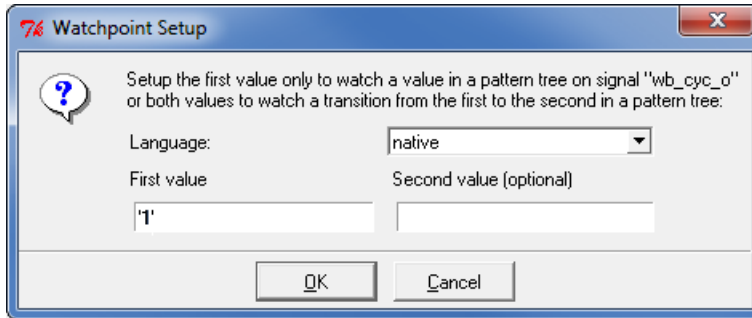 Watchpoint Setup
Setup the first value only to watch a value in a pattern tree on signal "wb_cyc_o"
or both values to watch a transition from the first to the second in a pattern tree:
Language: native
First value Second value (optional)
'1'
OK Cancel